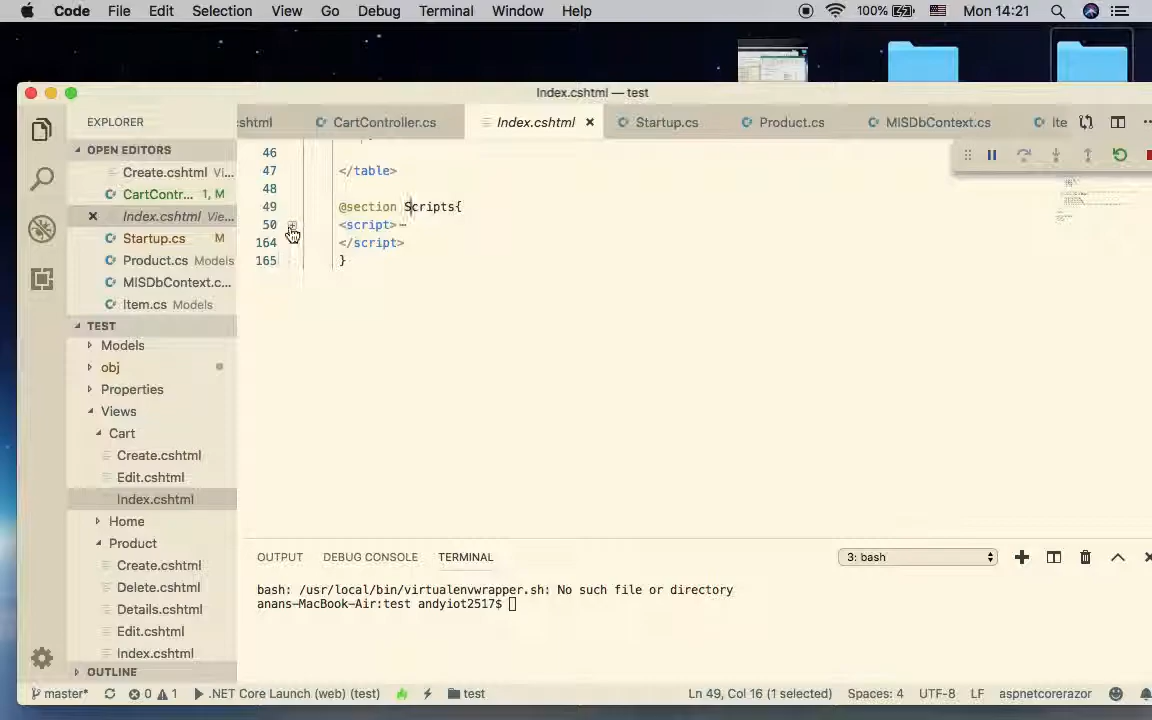 Code File Edit Selection View Go Debug Terminal Window Help 100% Mon 14:21
Index.cshtml — test
EXPLORER
shtml CartController.cs Index.cshtml Startup.cs Product.cs MISDbContext.cs Ite
OPEN EDITORS
Create.cshtml Vi...
CartContr... 1, M
Index.cshtml Vie...
Startup.cs M
Product.cs Models
MISDbContext.c...
Item.cs Models
TEST
Models
obj
Properties
Views
Cart
Create.cshtml
Edit.cshtml
Index.cshtml
Home
Product
Create.cshtml
Delete.cshtml
Details.cshtml
Edit.cshtml
Index.cshtml
OUTLINE
46
47 </table>
48
49 @section Scripts{
50 <script>
164 </script>
165 }
OUTPUT DEBUG CONSOLE TERMINAL 3: bash
bash: /usr/local/bin/virtualenvwrapper.sh: No such file or directory
anans-MacBook-Air:test andyiot2517$
master* 0 1 .NET Core Launch (web) (test) test Ln 49, Col 16 (1 selected) Spaces: 4 UTF-8 LF aspnetcorerazor